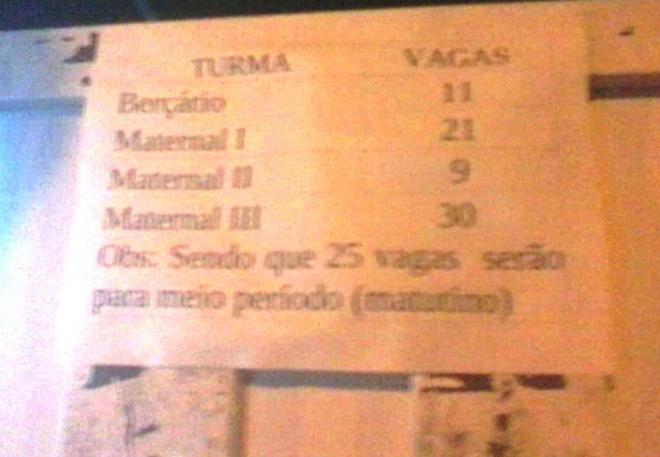 TURMA VAGAS
Berçário 11
Maternal I 21
Maternal II 9
Maternal III 30
Obs: Sendo que 25 vagas serão
para meio período (matutino)